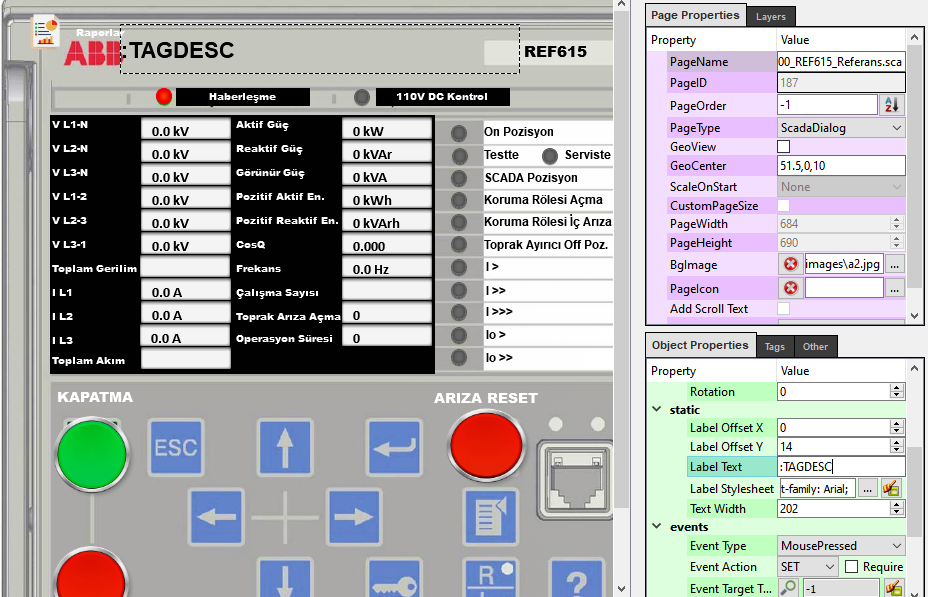 Raporlar
ABB
:TAGDESC
REF615
Haberleşme
110V DC Kontrol
V L1-N
0.0 kV
Aktif Güç
0 kW
On Pozisyon
V L2-N
0.0 kV
Reaktif Güç
0 kVAr
Testte
Serviste
V L3-N
0.0 kV
Görünür Güç
0 kVA
SCADA Pozisyon
V L1-2
0.0 kV
Pozitif Aktif En.
0 kWh
Koruma Rölesi Açma
V L2-3
0.0 kV
Pozitif Reaktif En.
0 kVArh
Koruma Rölesi İç Arıza
V L3-1
0.0 kV
CosQ
0.000
Toprak Ayırıcı Off Poz.
Toplam Gerilim
Frekans
0.0 Hz
I >
I L1
0.0 A
Çalışma Sayısı
I >>
I L2
0.0 A
Toprak Arıza Açma
0
I >>>
I L3
0.0 A
Operasyon Süresi
0
Io >
Toplam Akım
Io >>
KAPATMA
ARIZA RESET
ESC
R
?
Page Properties
Layers
Property
Value
PageName
00_REF615_Referans.sca
PageID
187
PageOrder
-1
PageType
ScadaDialog
GeoView
GeoCenter
51.5,0,10
ScaleOnStart
None
CustomPageSize
PageWidth
684
PageHeight
690
BgImage
images\a2.jpg
...
PageIcon
...
Add Scroll Text
Object Properties
Tags
Other
Property
Value
Rotation
0
static
Label Offset X
0
Label Offset Y
14
Label Text
:TAGDESC
Label Stylesheet
t-family: Arial;
...
Text Width
202
events
Event Type
MousePressed
Event Action
SET
Require
Event Target T...
-1